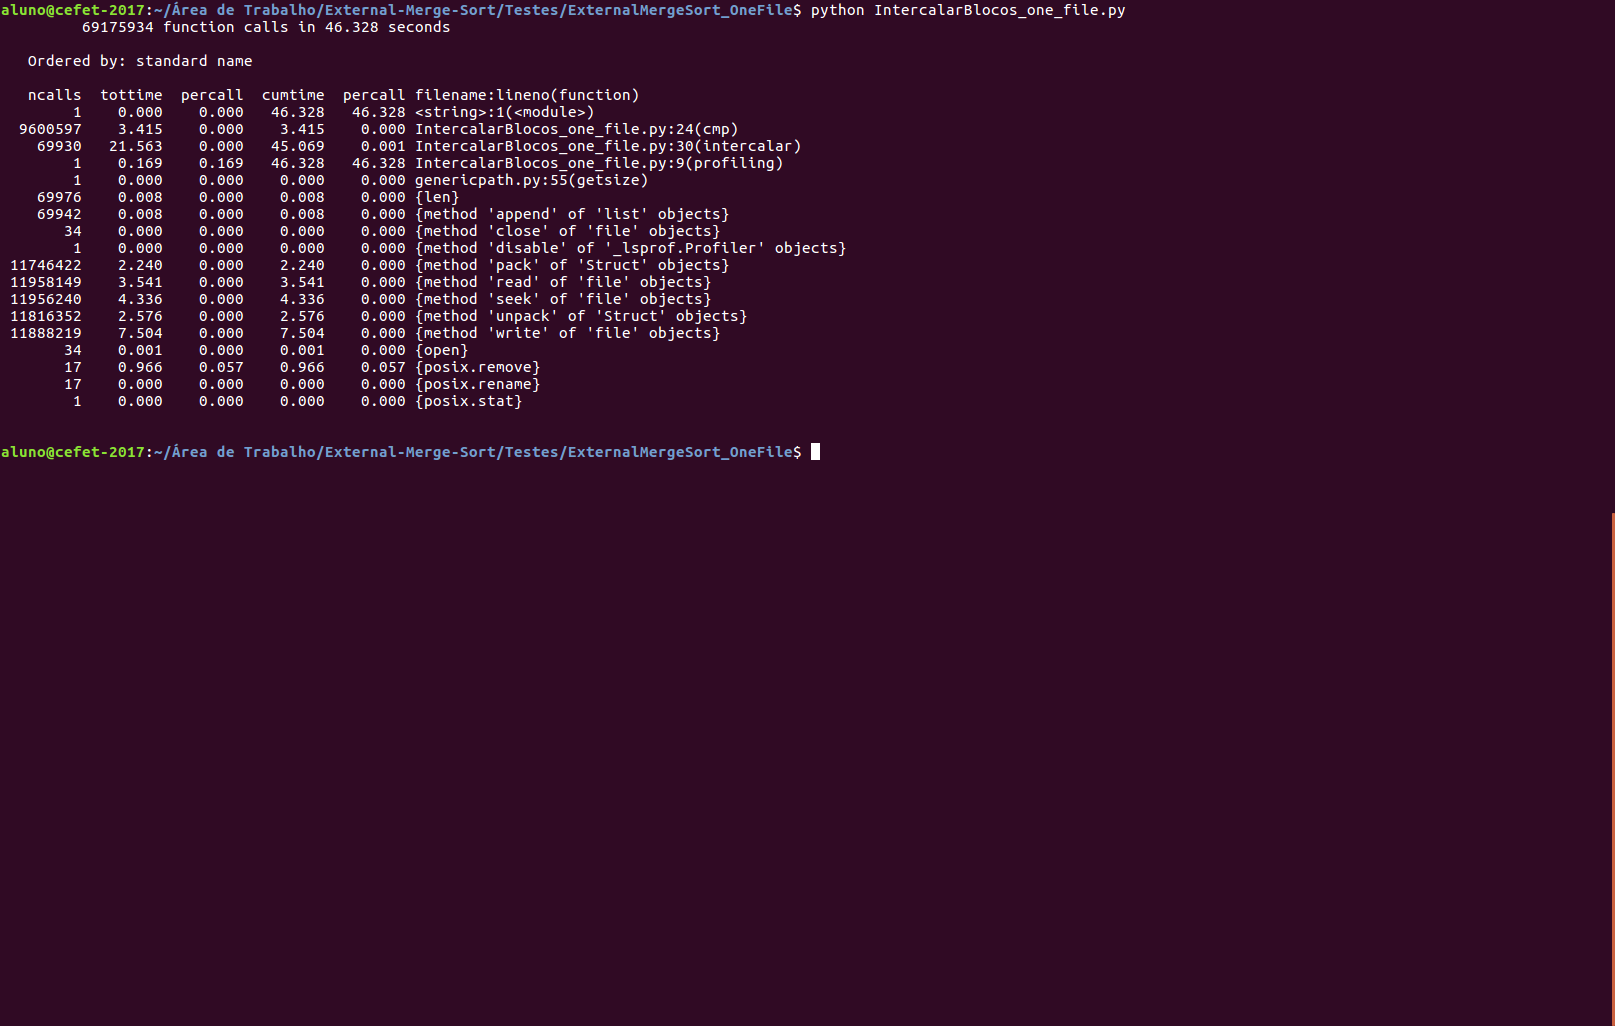 aluno@cefet-2017:~/Área de Trabalho/External-Merge-Sort/Testes/ExternalMergeSort_OneFile$ python IntercalarBlocos_one_file.py
         69175934 function calls in 46.328 seconds

   Ordered by: standard name

   ncalls  tottime  percall  cumtime  percall filename:lineno(function)
        1    0.000    0.000   46.328   46.328 <string>:1(<module>)
  9600597    3.415    0.000    3.415    0.000 IntercalarBlocos_one_file.py:24(cmp)
    69930   21.563    0.000   45.069    0.001 IntercalarBlocos_one_file.py:30(intercalar)
        1    0.169    0.169   46.328   46.328 IntercalarBlocos_one_file.py:9(profiling)
        1    0.000    0.000    0.000    0.000 genericpath.py:55(getsize)
    69976    0.008    0.000    0.008    0.000 {len}
    69942    0.008    0.000    0.008    0.000 {method 'append' of 'list' objects}
       34    0.000    0.000    0.000    0.000 {method 'close' of 'file' objects}
        1    0.000    0.000    0.000    0.000 {method 'disable' of '_lsprof.Profiler' objects}
 11746422    2.240    0.000    2.240    0.000 {method 'pack' of 'Struct' objects}
 11958149    3.541    0.000    3.541    0.000 {method 'read' of 'file' objects}
 11956240    4.336    0.000    4.336    0.000 {method 'seek' of 'file' objects}
 11816352    2.576    0.000    2.576    0.000 {method 'unpack' of 'Struct' objects}
 11888219    7.504    0.000    7.504    0.000 {method 'write' of 'file' objects}
       34    0.001    0.000    0.001    0.000 {open}
       17    0.966    0.057    0.966    0.057 {posix.remove}
       17    0.000    0.000    0.000    0.000 {posix.rename}
        1    0.000    0.000    0.000    0.000 {posix.stat}

aluno@cefet-2017:~/Área de Trabalho/External-Merge-Sort/Testes/ExternalMergeSort_OneFile$